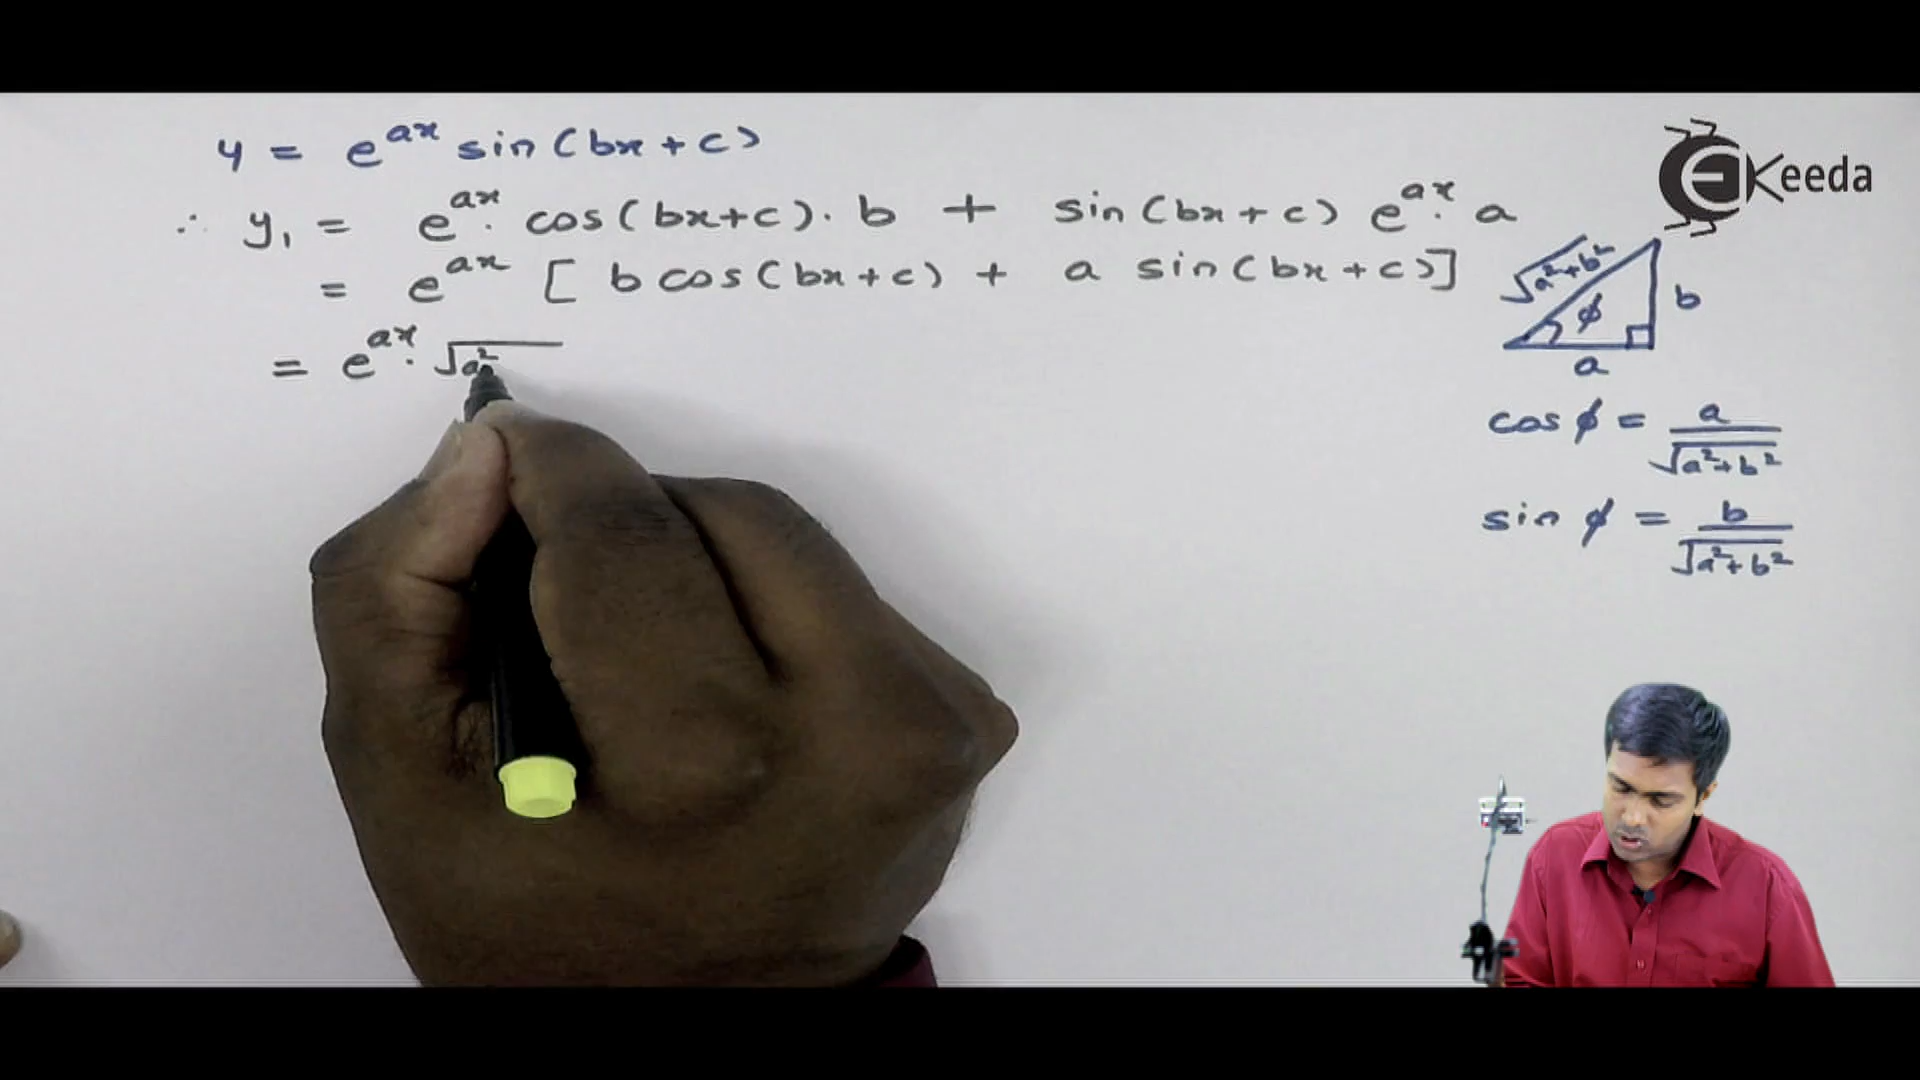 y = e^{ax} sin(bx + c)
∴ y₁ = e^{ax} · cos(bx+c) · b + sin(bx + c) e^{ax} · a
= e^{ax} [ b cos(bx + c) + a sin(bx + c)]
= e^{ax} · √a²
EKeeda
√a²+b²
ϕ
b
a
cos ϕ = a / √a²+b²
sin ϕ = b / √a²+b²